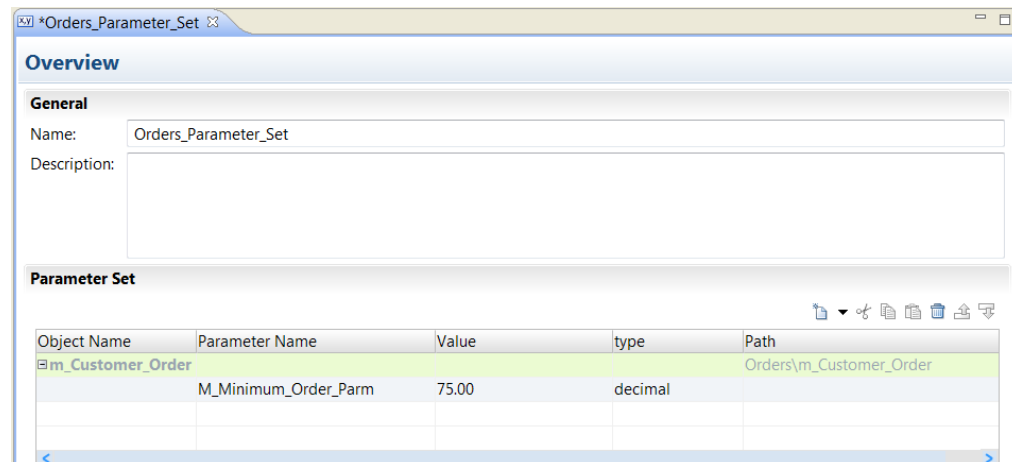 *Orders_Parameter_Set
Overview
General
Name: Orders_Parameter_Set
Description:
Parameter Set
Object Name Parameter Name Value type Path
m_Customer_Order Orders\m_Customer_Order
M_Minimum_Order_Parm 75.00 decimal